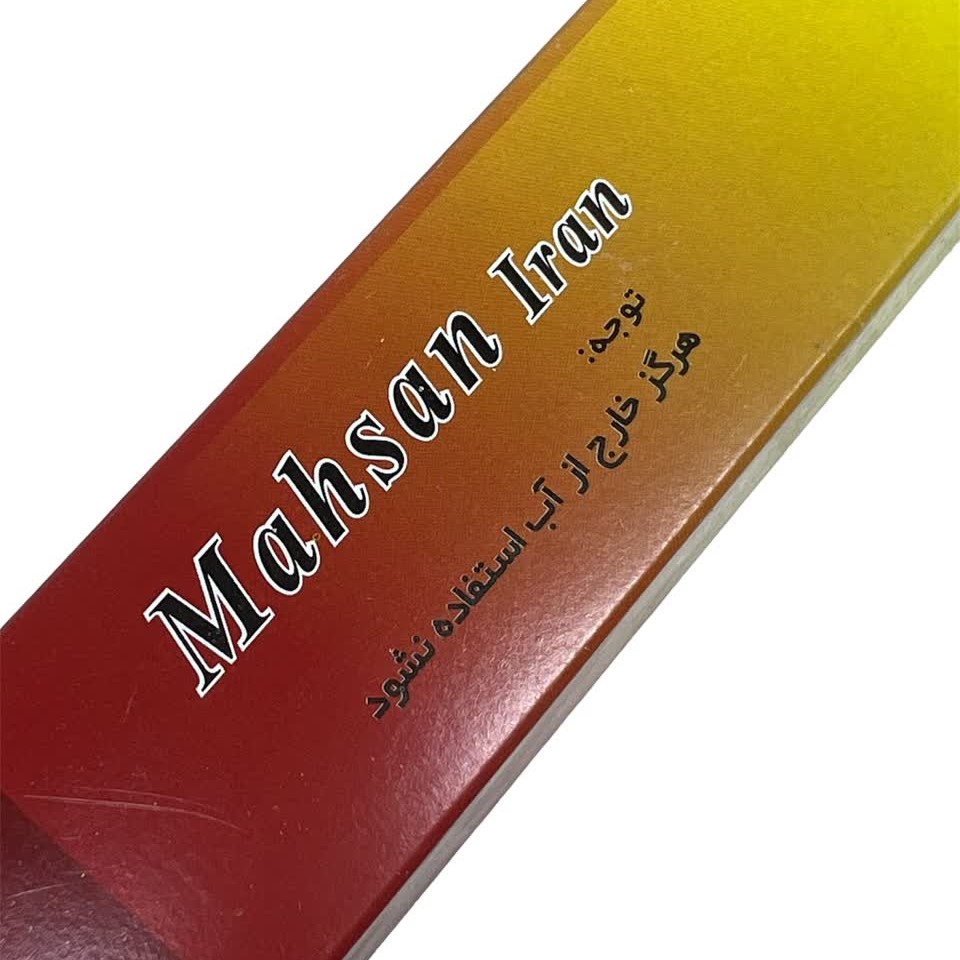 Mahsan Iran
توجه:
هرگز خارج از آب استفاده نشود